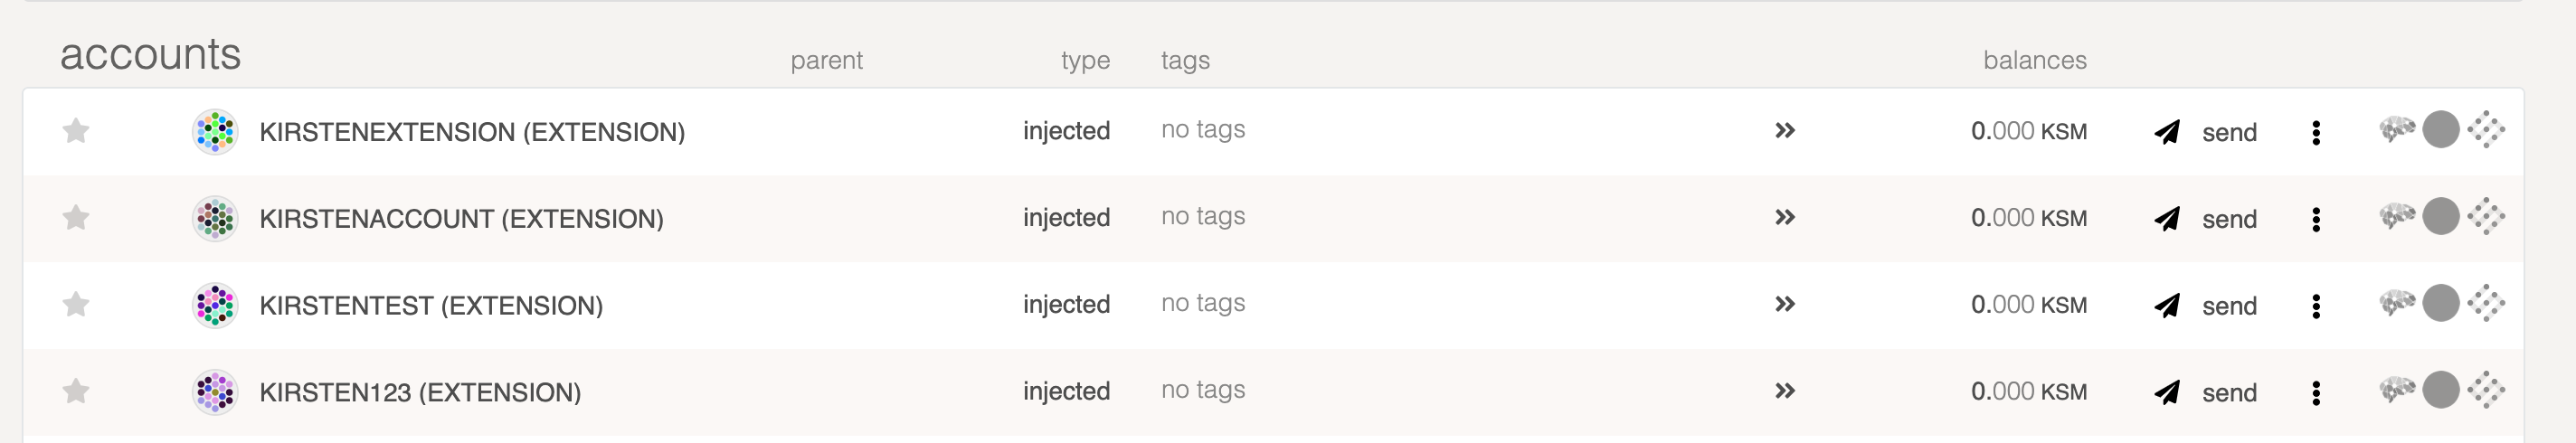 accounts parent type tags balances
KIRSTENEXTENSION (EXTENSION) injected no tags 0.000 KSM send
KIRSTENACCOUNT (EXTENSION) injected no tags 0.000 KSM send
KIRSTENTEST (EXTENSION) injected no tags 0.000 KSM send
KIRSTEN123 (EXTENSION) injected no tags 0.000 KSM send